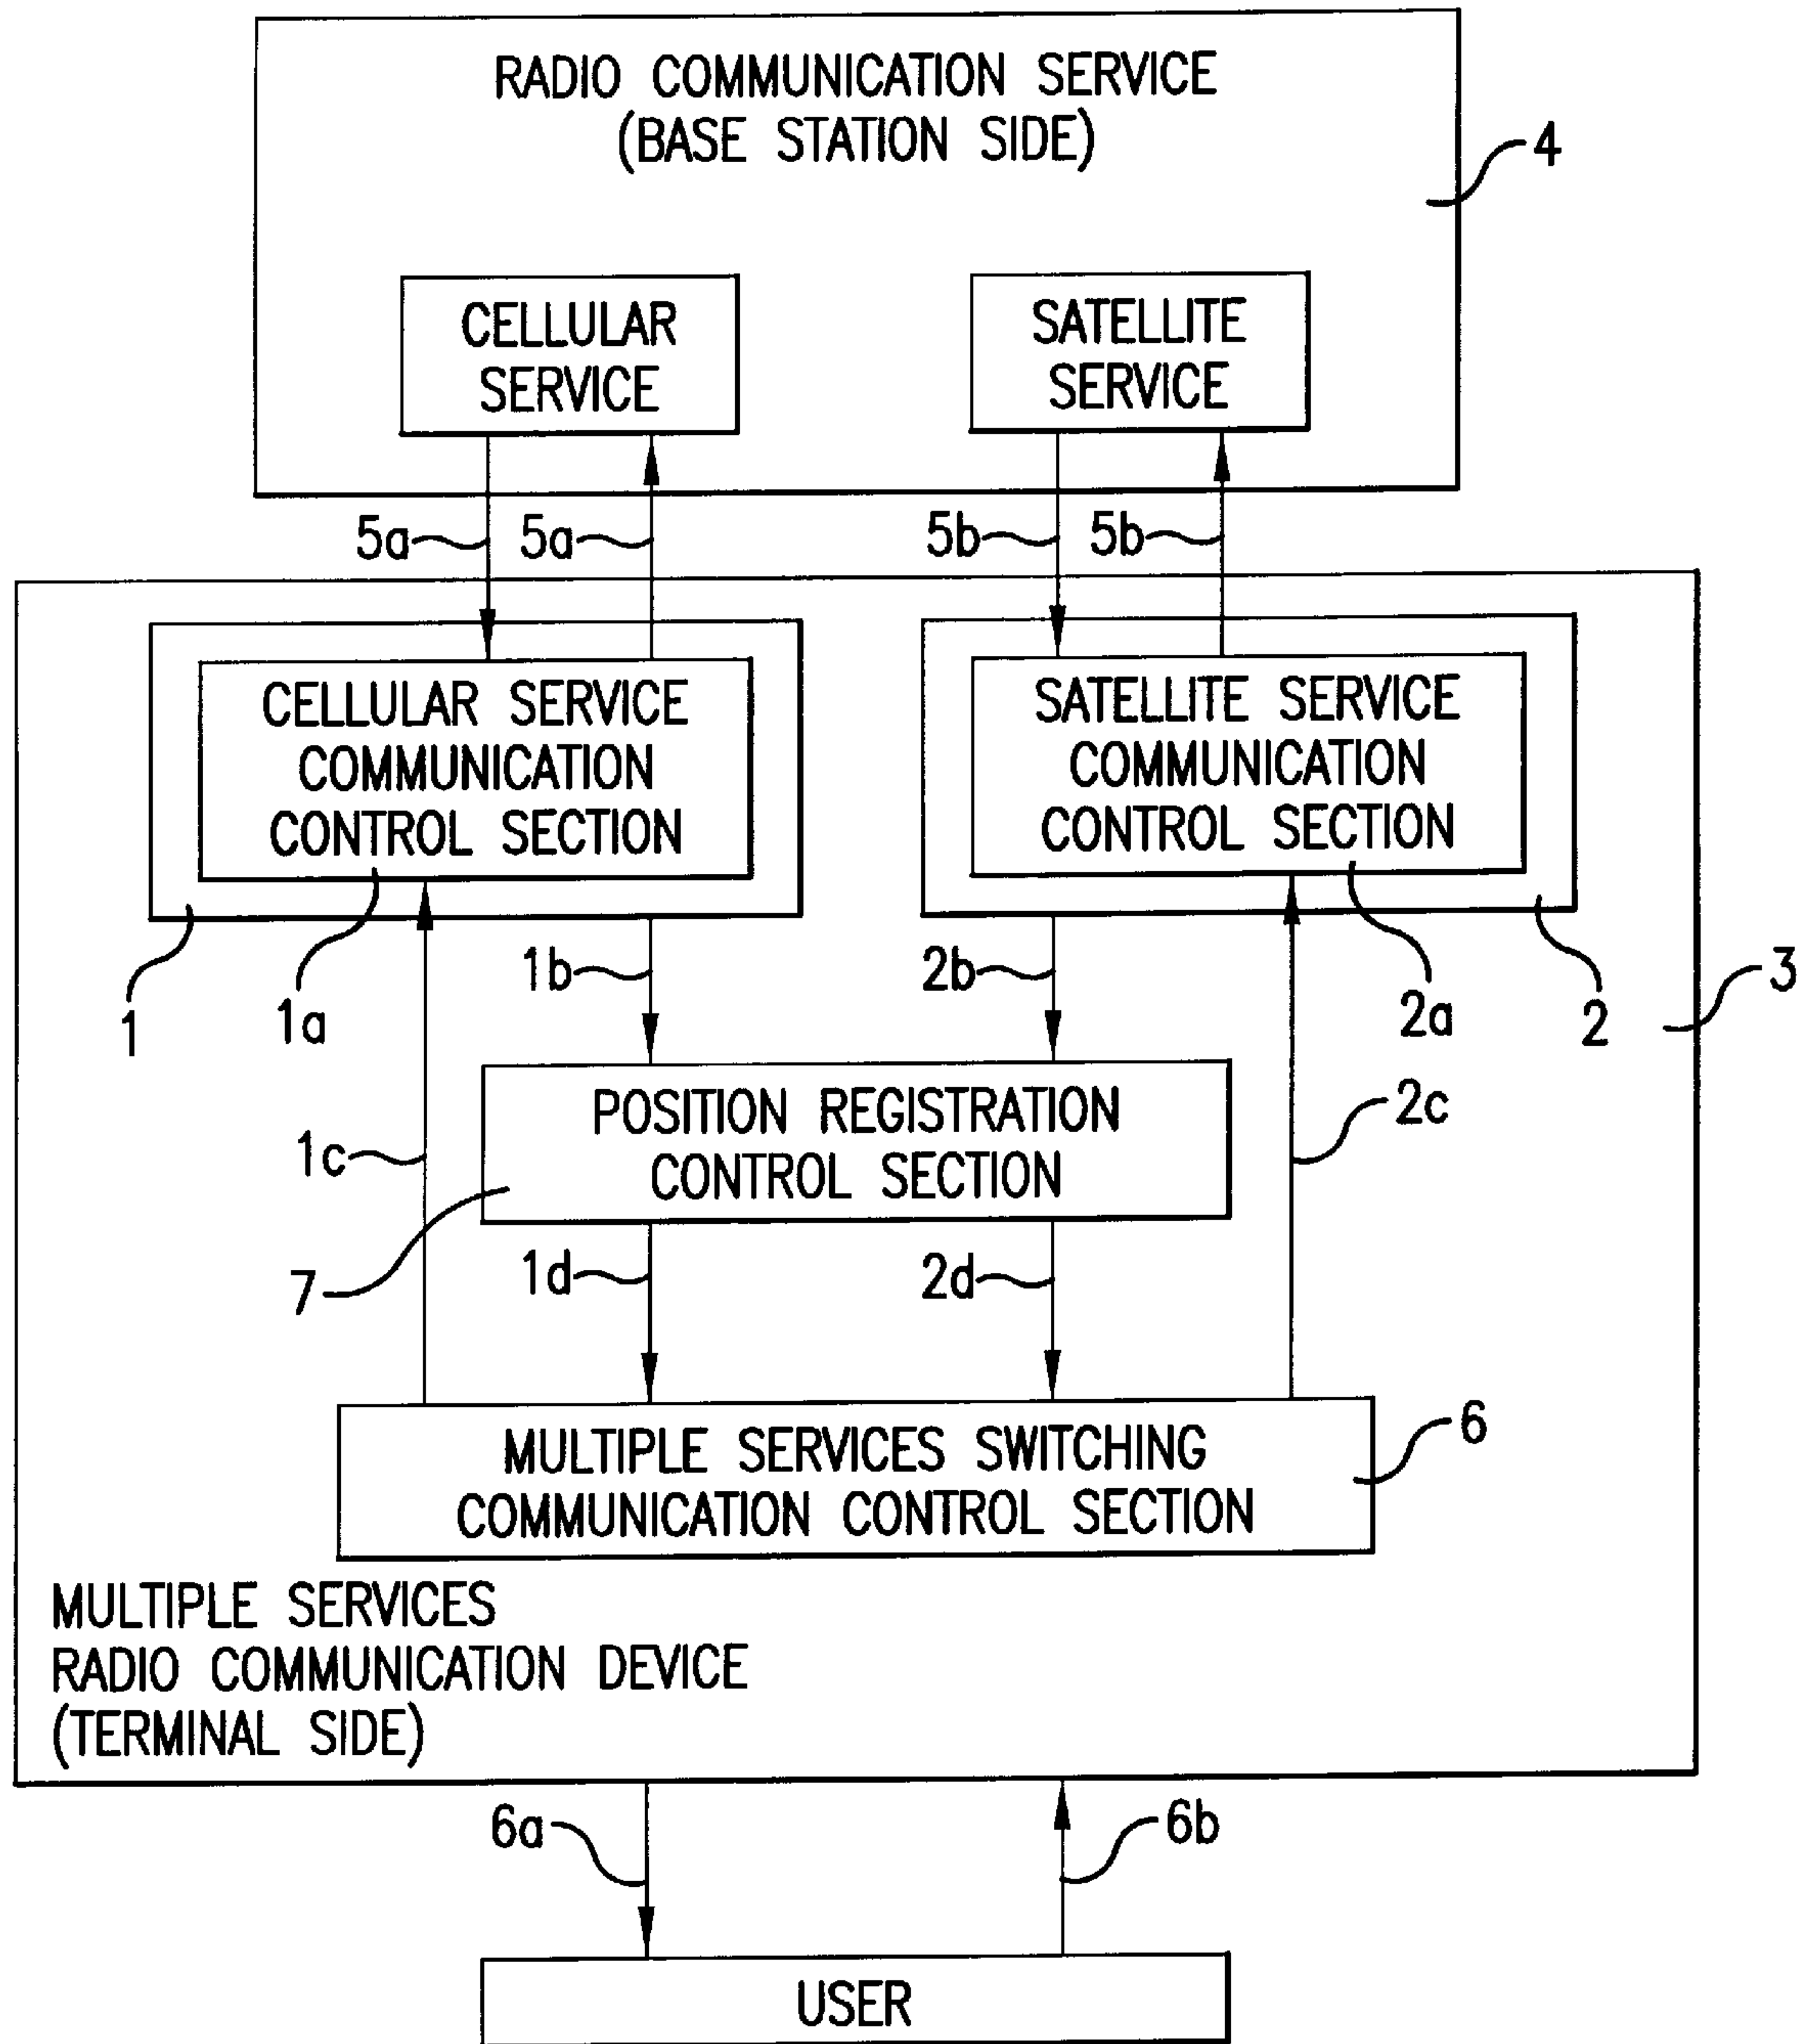 RADIO COMMUNICATION SERVICE
(BASE STATION SIDE)
4
CELLULAR
SERVICE
SATELLITE
SERVICE
5a
5a
5b
5b
CELLULAR SERVICE
COMMUNICATION
CONTROL SECTION
SATELLITE SERVICE
COMMUNICATION
CONTROL SECTION
1
1a
1b
2b
2a
2
3
POSITION REGISTRATION
CONTROL SECTION
1c
2c
7
1d
2d
MULTIPLE SERVICES SWITCHING
COMMUNICATION CONTROL SECTION
6
MULTIPLE SERVICES
RADIO COMMUNICATION DEVICE
(TERMINAL SIDE)
6a
6b
USER